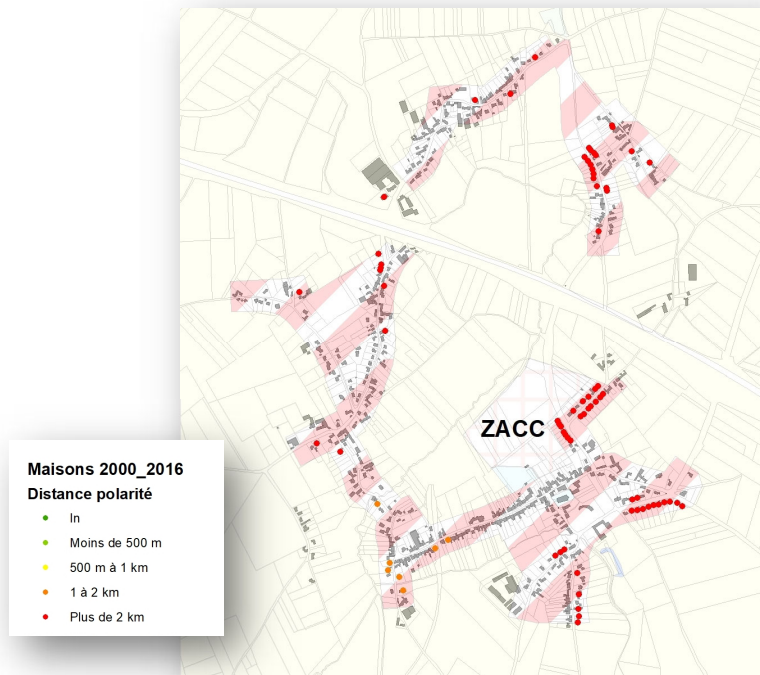 ZACC
Maisons 2000_2016
Distance polarité
In
Moins de 500 m
500 m à 1 km
1 à 2 km
Plus de 2 km